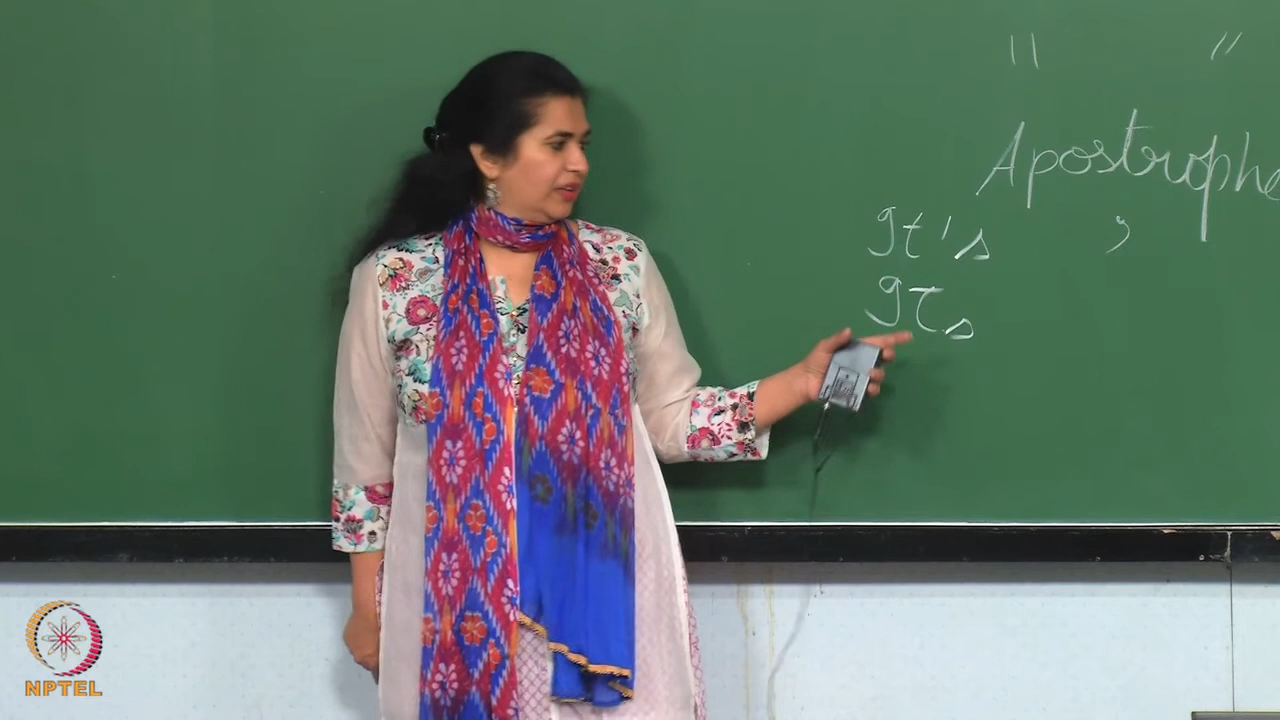 " "
Apostrophe
It's ,
Its
NPTEL